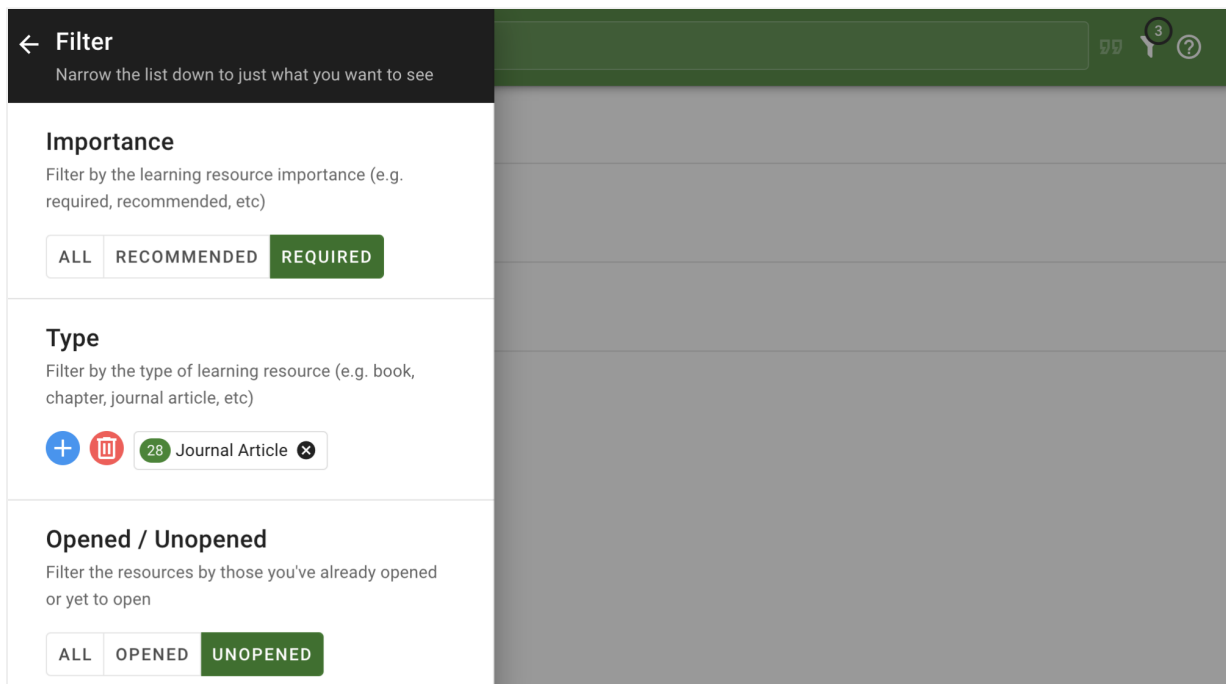 Filter
Narrow the list down to just what you want to see
3
Importance
Filter by the learning resource importance (e.g.
required, recommended, etc)
ALL RECOMMENDED REQUIRED
Type
Filter by the type of learning resource (e.g. book,
chapter, journal article, etc)
28 Journal Article
Opened / Unopened
Filter the resources by those you've already opened
or yet to open
ALL OPENED UNOPENED